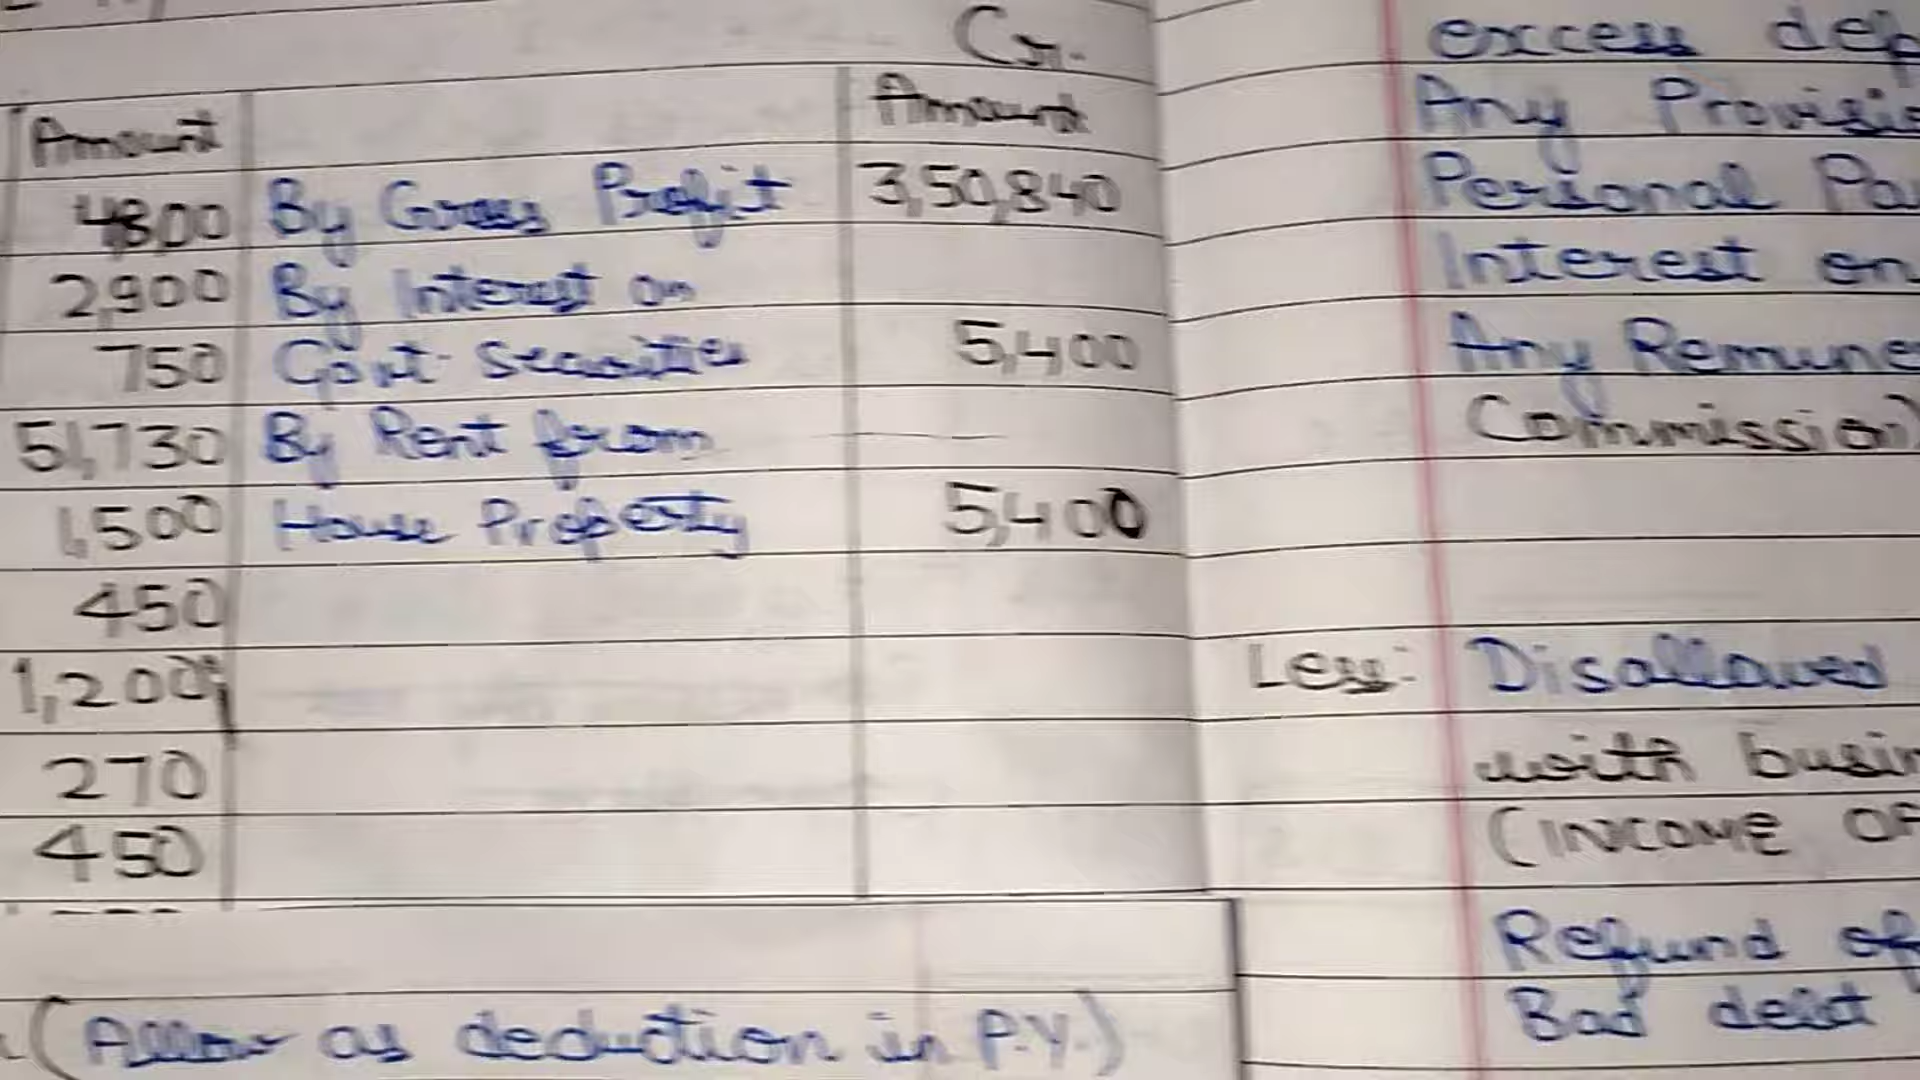 Cr.
Amount Amount
4800 By Gross Profit 3,50,840
2,900 By Interest on
750 Govt. Securities 5,400
51,730 By Rent from
1,500 House Property 5,400
450
1,200
270
450
(Allow as deduction in P.Y.)
excess dep
Any Provisio
Personal Pa
Interest on
Any Remune
Commission)
Less: Disallowed
with busin
(INCOME OF
Refund of
Bad debt